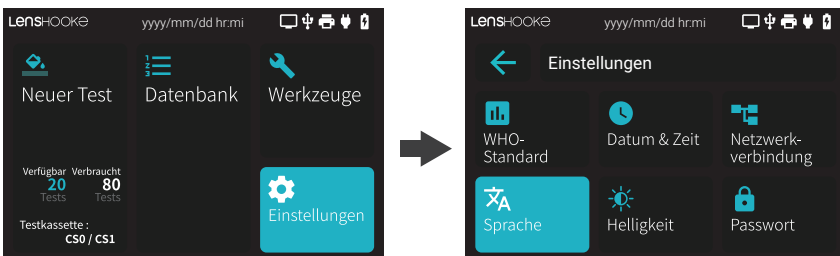 LENSHOOKE yyyy/mm/dd hr:mi
Neuer Test
Datenbank
Werkzeuge
Verfügbar Verbraucht
20 80
Tests Tests
Testkassette :
CS0 / CS1
Einstellungen
LENSHOOKE yyyy/mm/dd hr:mi
Einstellungen
WHO-
Standard
Datum & Zeit
Netzwerk-
verbindung
Sprache
Helligkeit
Passwort